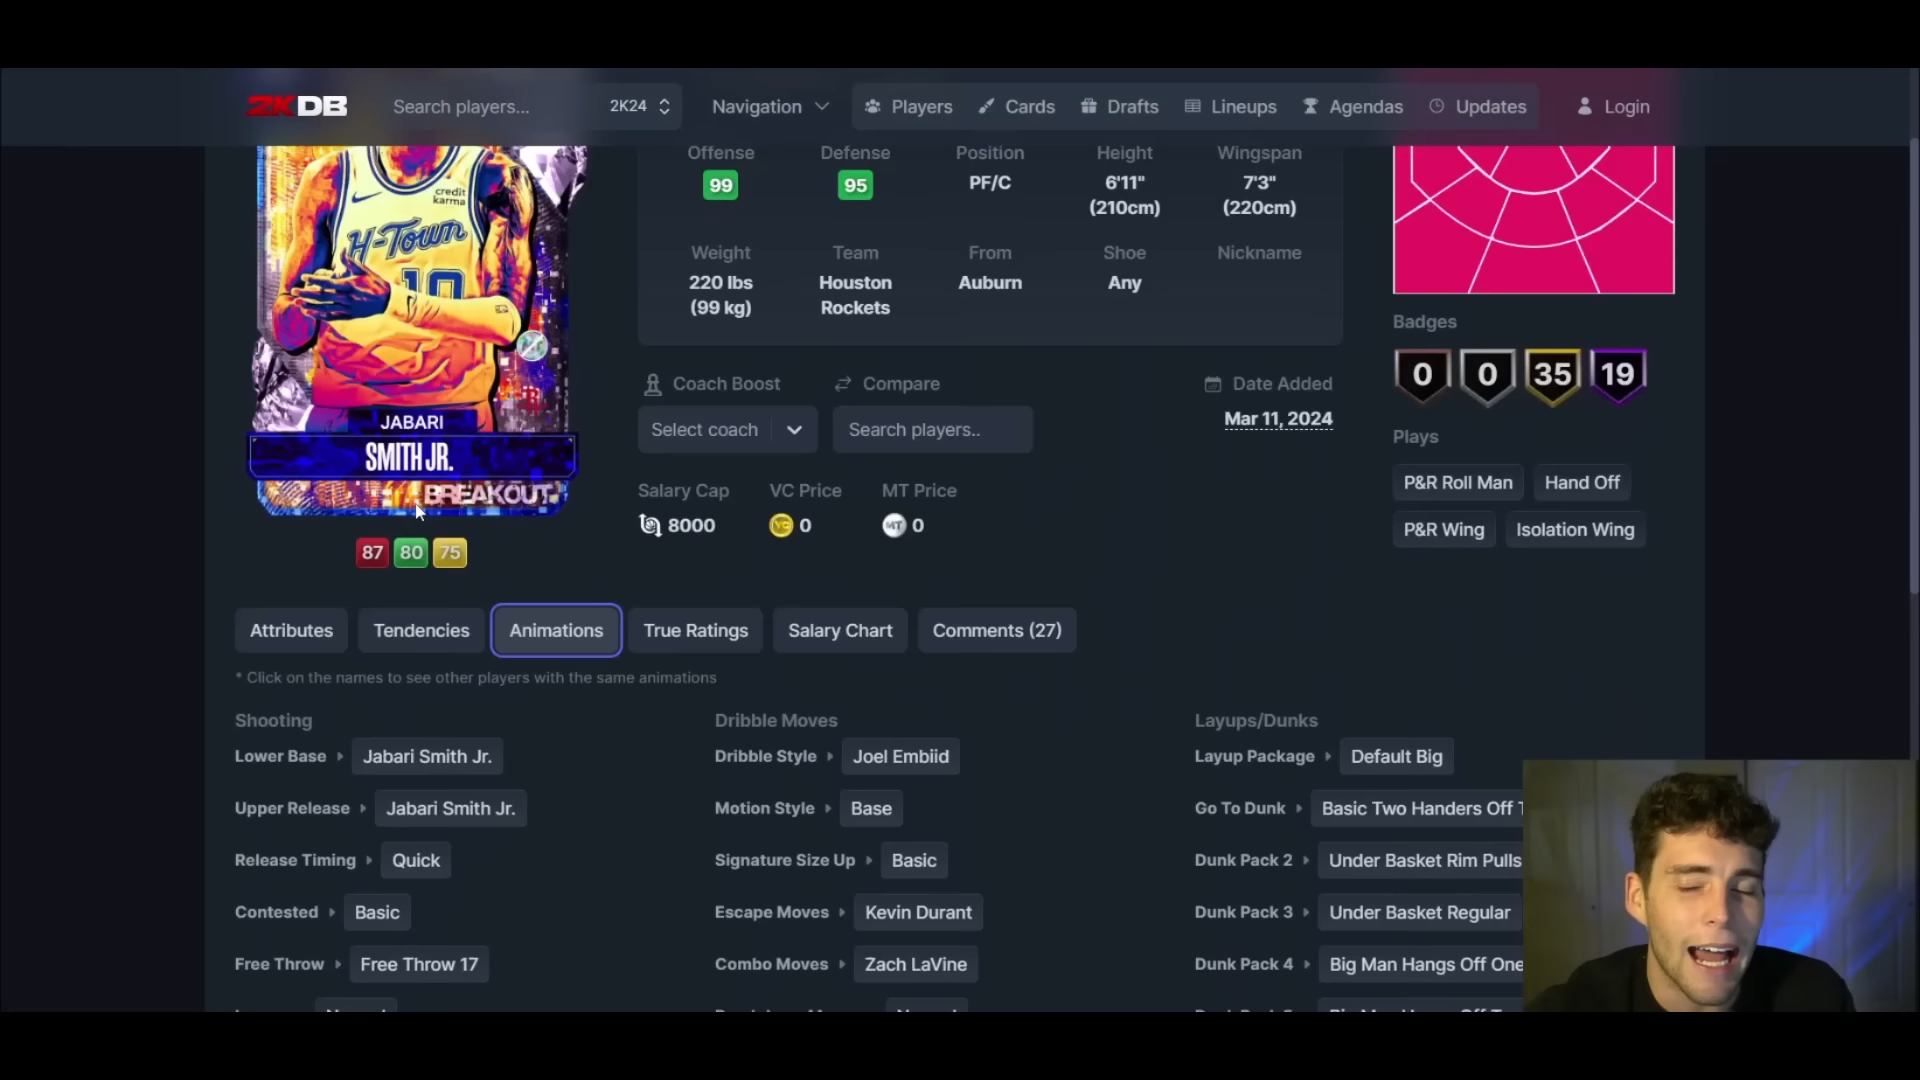 2KDB
Search players...
2K24
Navigation
Players
Cards
Drafts
Lineups
Agendas
Updates
Login
credit
karma
H-Town
10
JABARI
SMITH JR.
BREAKOUT
87 80 75
Offense
99
Defense
95
Position
PF/C
Height
6'11"
(210cm)
Wingspan
7'3"
(220cm)
Weight
220 lbs
(99 kg)
Team
Houston
Rockets
From
Auburn
Shoe
Any
Nickname
Coach Boost
Select coach
Compare
Search players..
Date Added
Mar 11, 2024
Salary Cap
8000
VC Price
VC 0
MT Price
MT 0
Badges
0 0 35 19
Plays
P&R Roll Man
Hand Off
P&R Wing
Isolation Wing
Attributes
Tendencies
Animations
True Ratings
Salary Chart
Comments (27)
* Click on the names to see other players with the same animations
Shooting
Lower Base Jabari Smith Jr.
Upper Release Jabari Smith Jr.
Release Timing Quick
Contested Basic
Free Throw Free Throw 17
Dribble Moves
Dribble Style Joel Embiid
Motion Style Base
Signature Size Up Basic
Escape Moves Kevin Durant
Combo Moves Zach LaVine
Layups/Dunks
Layup Package Default Big
Go To Dunk Basic Two Handers Off
Dunk Pack 2 Under Basket Rim Pulls
Dunk Pack 3 Under Basket Regular
Dunk Pack 4 Big Man Hangs Off One